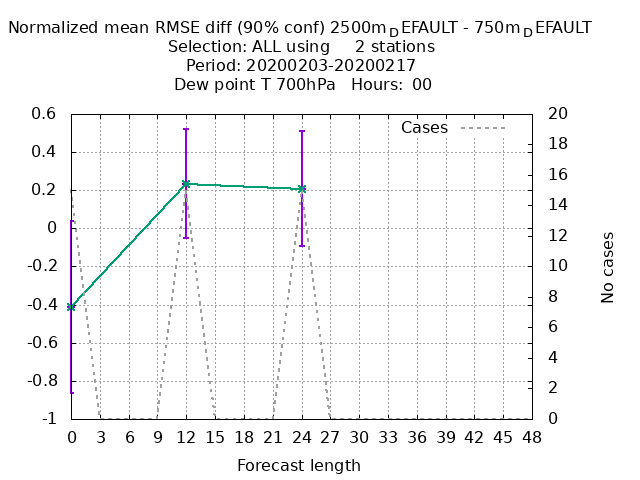 Normalized mean RMSE diff (90% conf) 2500mDEFAULT - 750mDEFAULT
Selection: ALL using     2 stations
Period: 20200203-20200217
Dew point T 700hPa   Hours: 00
Cases
0.6
0.4
0.2
0
-0.2
-0.4
-0.6
-0.8
-1
20
18
16
14
12
10
8
6
4
2
0
No cases
0 3 6 9 12 15 18 21 24 27 30 33 36 39 42 45 48
Forecast length